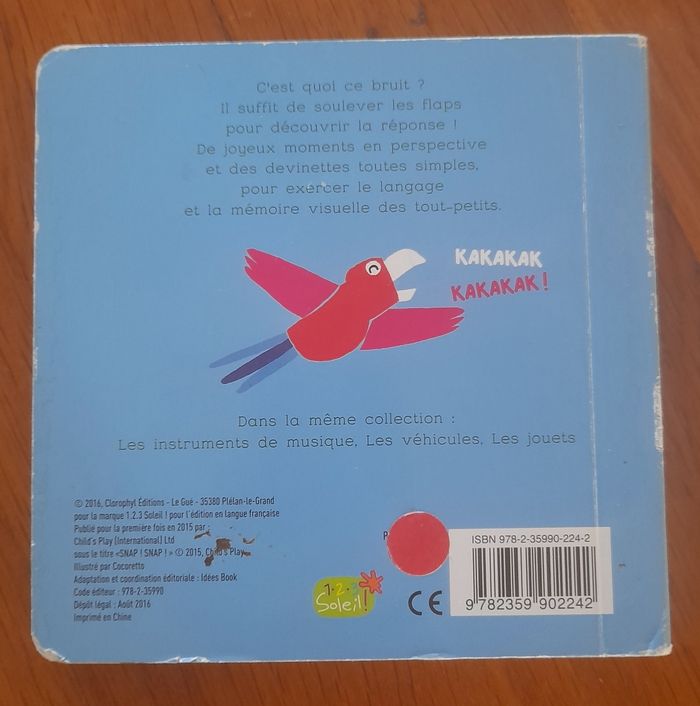 C'est quoi ce bruit ?
Il suffit de soulever les flaps
pour découvrir la réponse !
De joyeux moments en perspective
et des devinettes toutes simples,
pour exercer le langage
et la mémoire visuelle des tout-petits.
KAKAKAK
KAKAKAK !
Dans la même collection :
Les instruments de musique, Les véhicules, Les jouets
© 2016, Clorophyl Éditions - Le Gué - 35380 Plélan-le-Grand
pour la marque 1.2.3 Soleil ! pour l'édition en langue française
Publié pour la première fois en 2015 par :
Child's Play (International) Ltd
sous le titre «SNAP ! SNAP ! » © 2015, Child's Play
Illustré par Cocoretto
Adaptation et coordination éditoriale : Idées Book
Code éditeur : 978-2-35990
Dépôt légal : Août 2016
Imprimé en Chine
1·2·3
Soleil!
CE
ISBN 978-2-35990-224-2
9 782359 902242